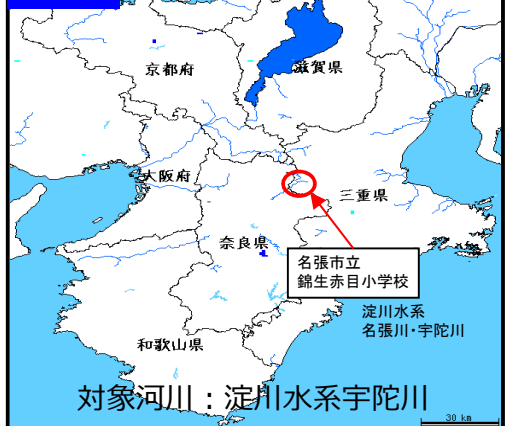 京都府
滋賀県
大阪府
三重県
奈良県
名張市立
錦生赤目小学校
淀川水系
名張川・宇陀川
和歌山県
対象河川：淀川水系宇陀川
30 km